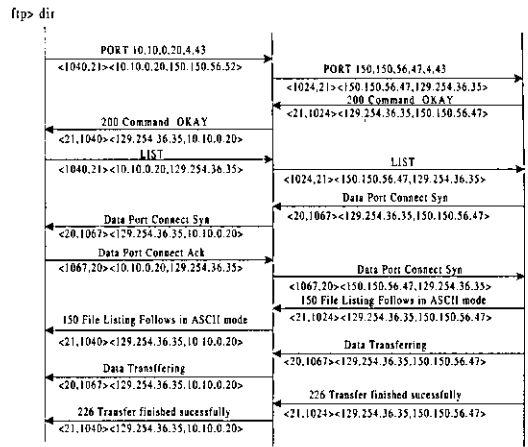 ftp> dir
PORT 10,10,0,20,4,43
<1040,21><10.10.0.20,150.150.56.52>
PORT 150,150,56,47,4,43
<1024,21><150.150.56.47,129.254.36.35>
200 Command OKAY
<21,1024><129.254.36.35,150.150.56.47>
200 Command OKAY
<21,1040><129.254.36.35,10.10.0.20>
LIST
<1040,21><10.10.0.20,129.254.36.35>
LIST
<1024,21><150.150.56.47,129.254.36.35>
Data Port Connect Syn
<20,1067><129.254.36.35,150.150.56.47>
Data Port Connect Syn
<20,1067><129.254.36.35,10.10.0.20>
Data Port Connect Ack
<1067,20><10.10.0.20,129.254.36.35>
Data Port Connect Syn
<1067,20><150.150.56.47,129.254.36.35>
150 File Listing Follows in ASCII mode
<21,1024><129.254.36.35,150.150.56.47>
150 File Listing Follows in ASCII mode
<21,1040><129.254.36.35,10.10.0.20>
Data Transferring
<20,1067><129.254.36.35,150.150.56.47>
Data Transffering
<20,1067><129.254.36.35,10.10.0.20>
226 Transfer finished sucessfully
<21,1024><129.254.36.35,150.150.56.47>
226 Transfer finished sucessfully
<21,1040><129.254.36.35,10.10.0.20>